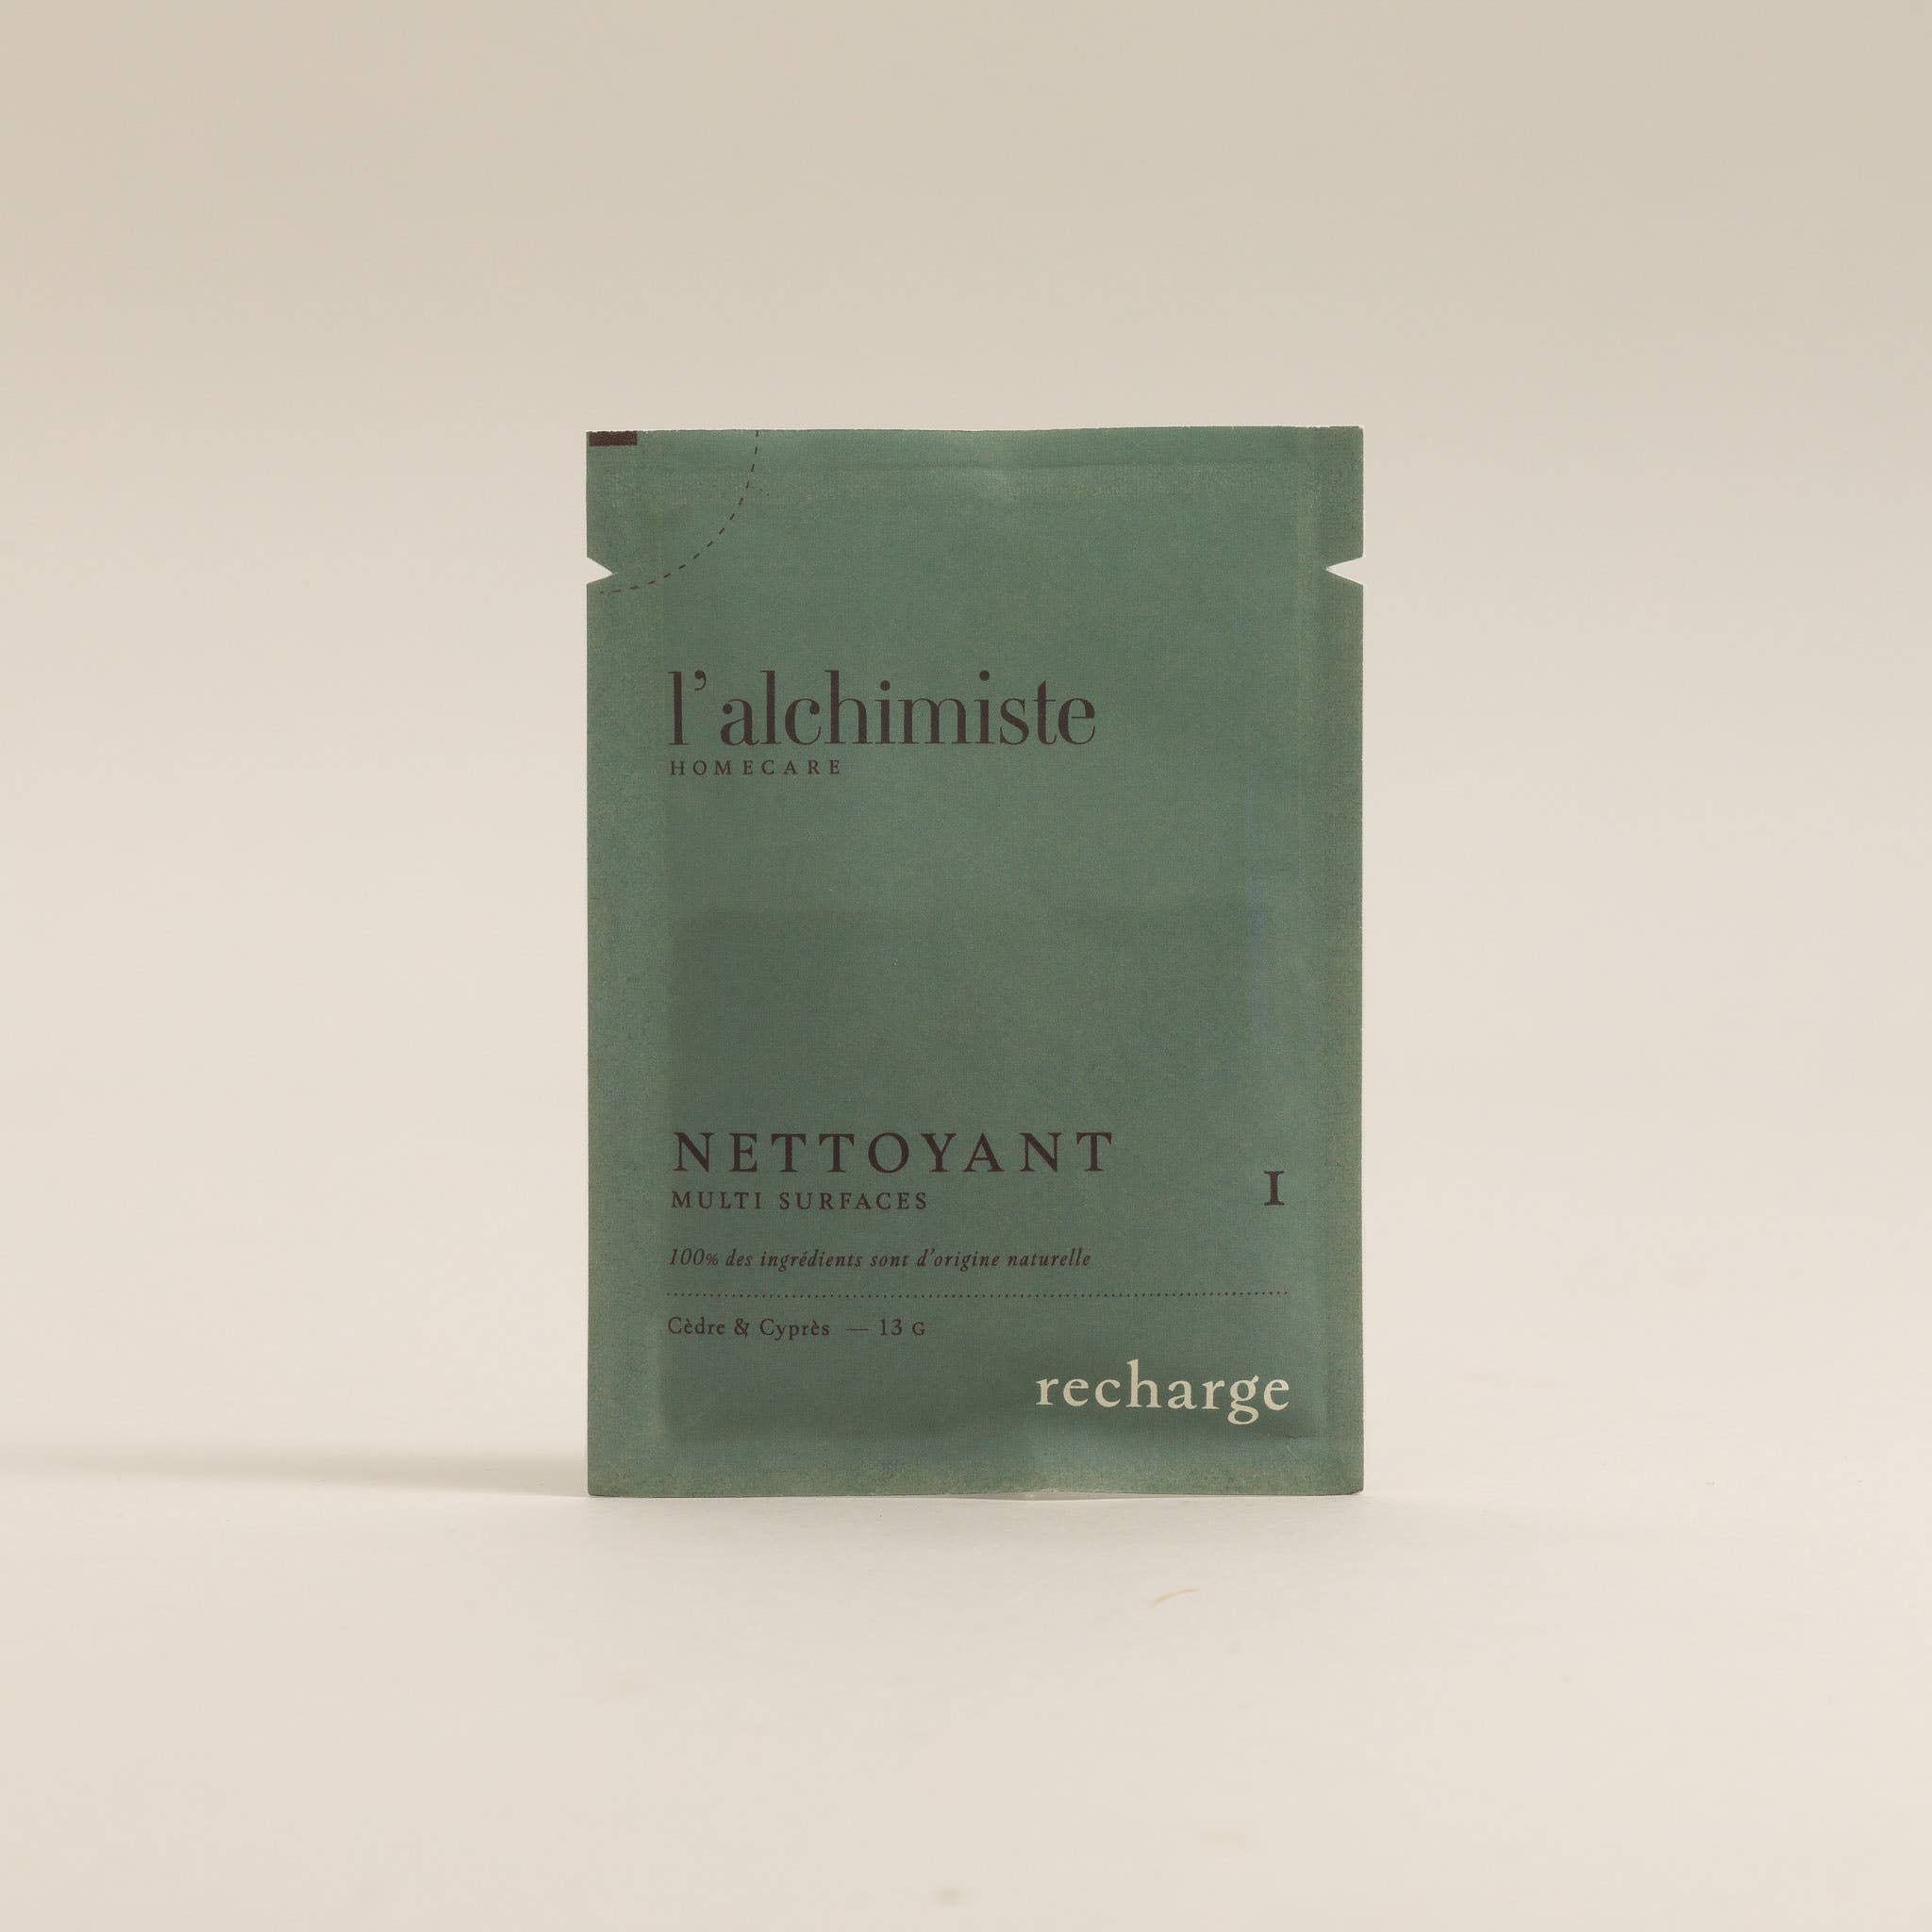 l'alchimiste
HOMECARE
NETTOYANT
MULTI SURFACES
I
100% des ingrédients sont d'origine naturelle
Cèdre & Cyprès — 13 G
recharge